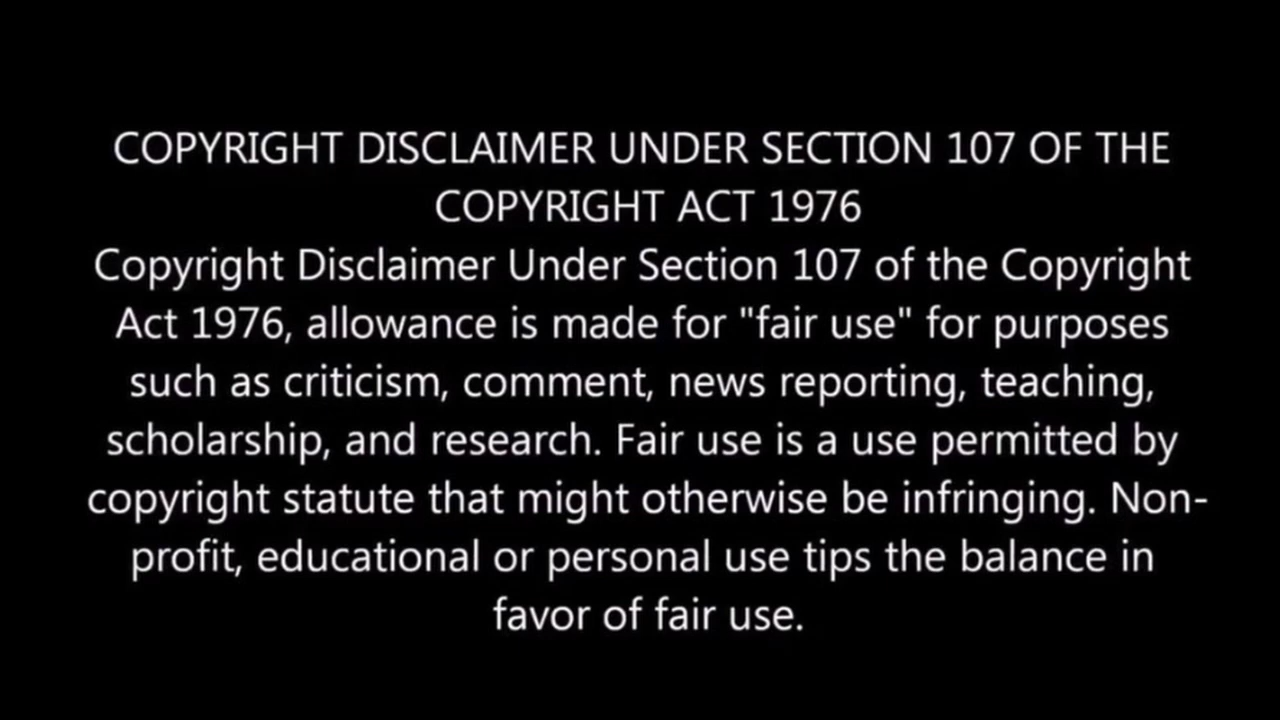 COPYRIGHT DISCLAIMER UNDER SECTION 107 OF THE
COPYRIGHT ACT 1976
Copyright Disclaimer Under Section 107 of the Copyright
Act 1976, allowance is made for "fair use" for purposes
such as criticism, comment, news reporting, teaching,
scholarship, and research. Fair use is a use permitted by
copyright statute that might otherwise be infringing. Non-
profit, educational or personal use tips the balance in
favor of fair use.